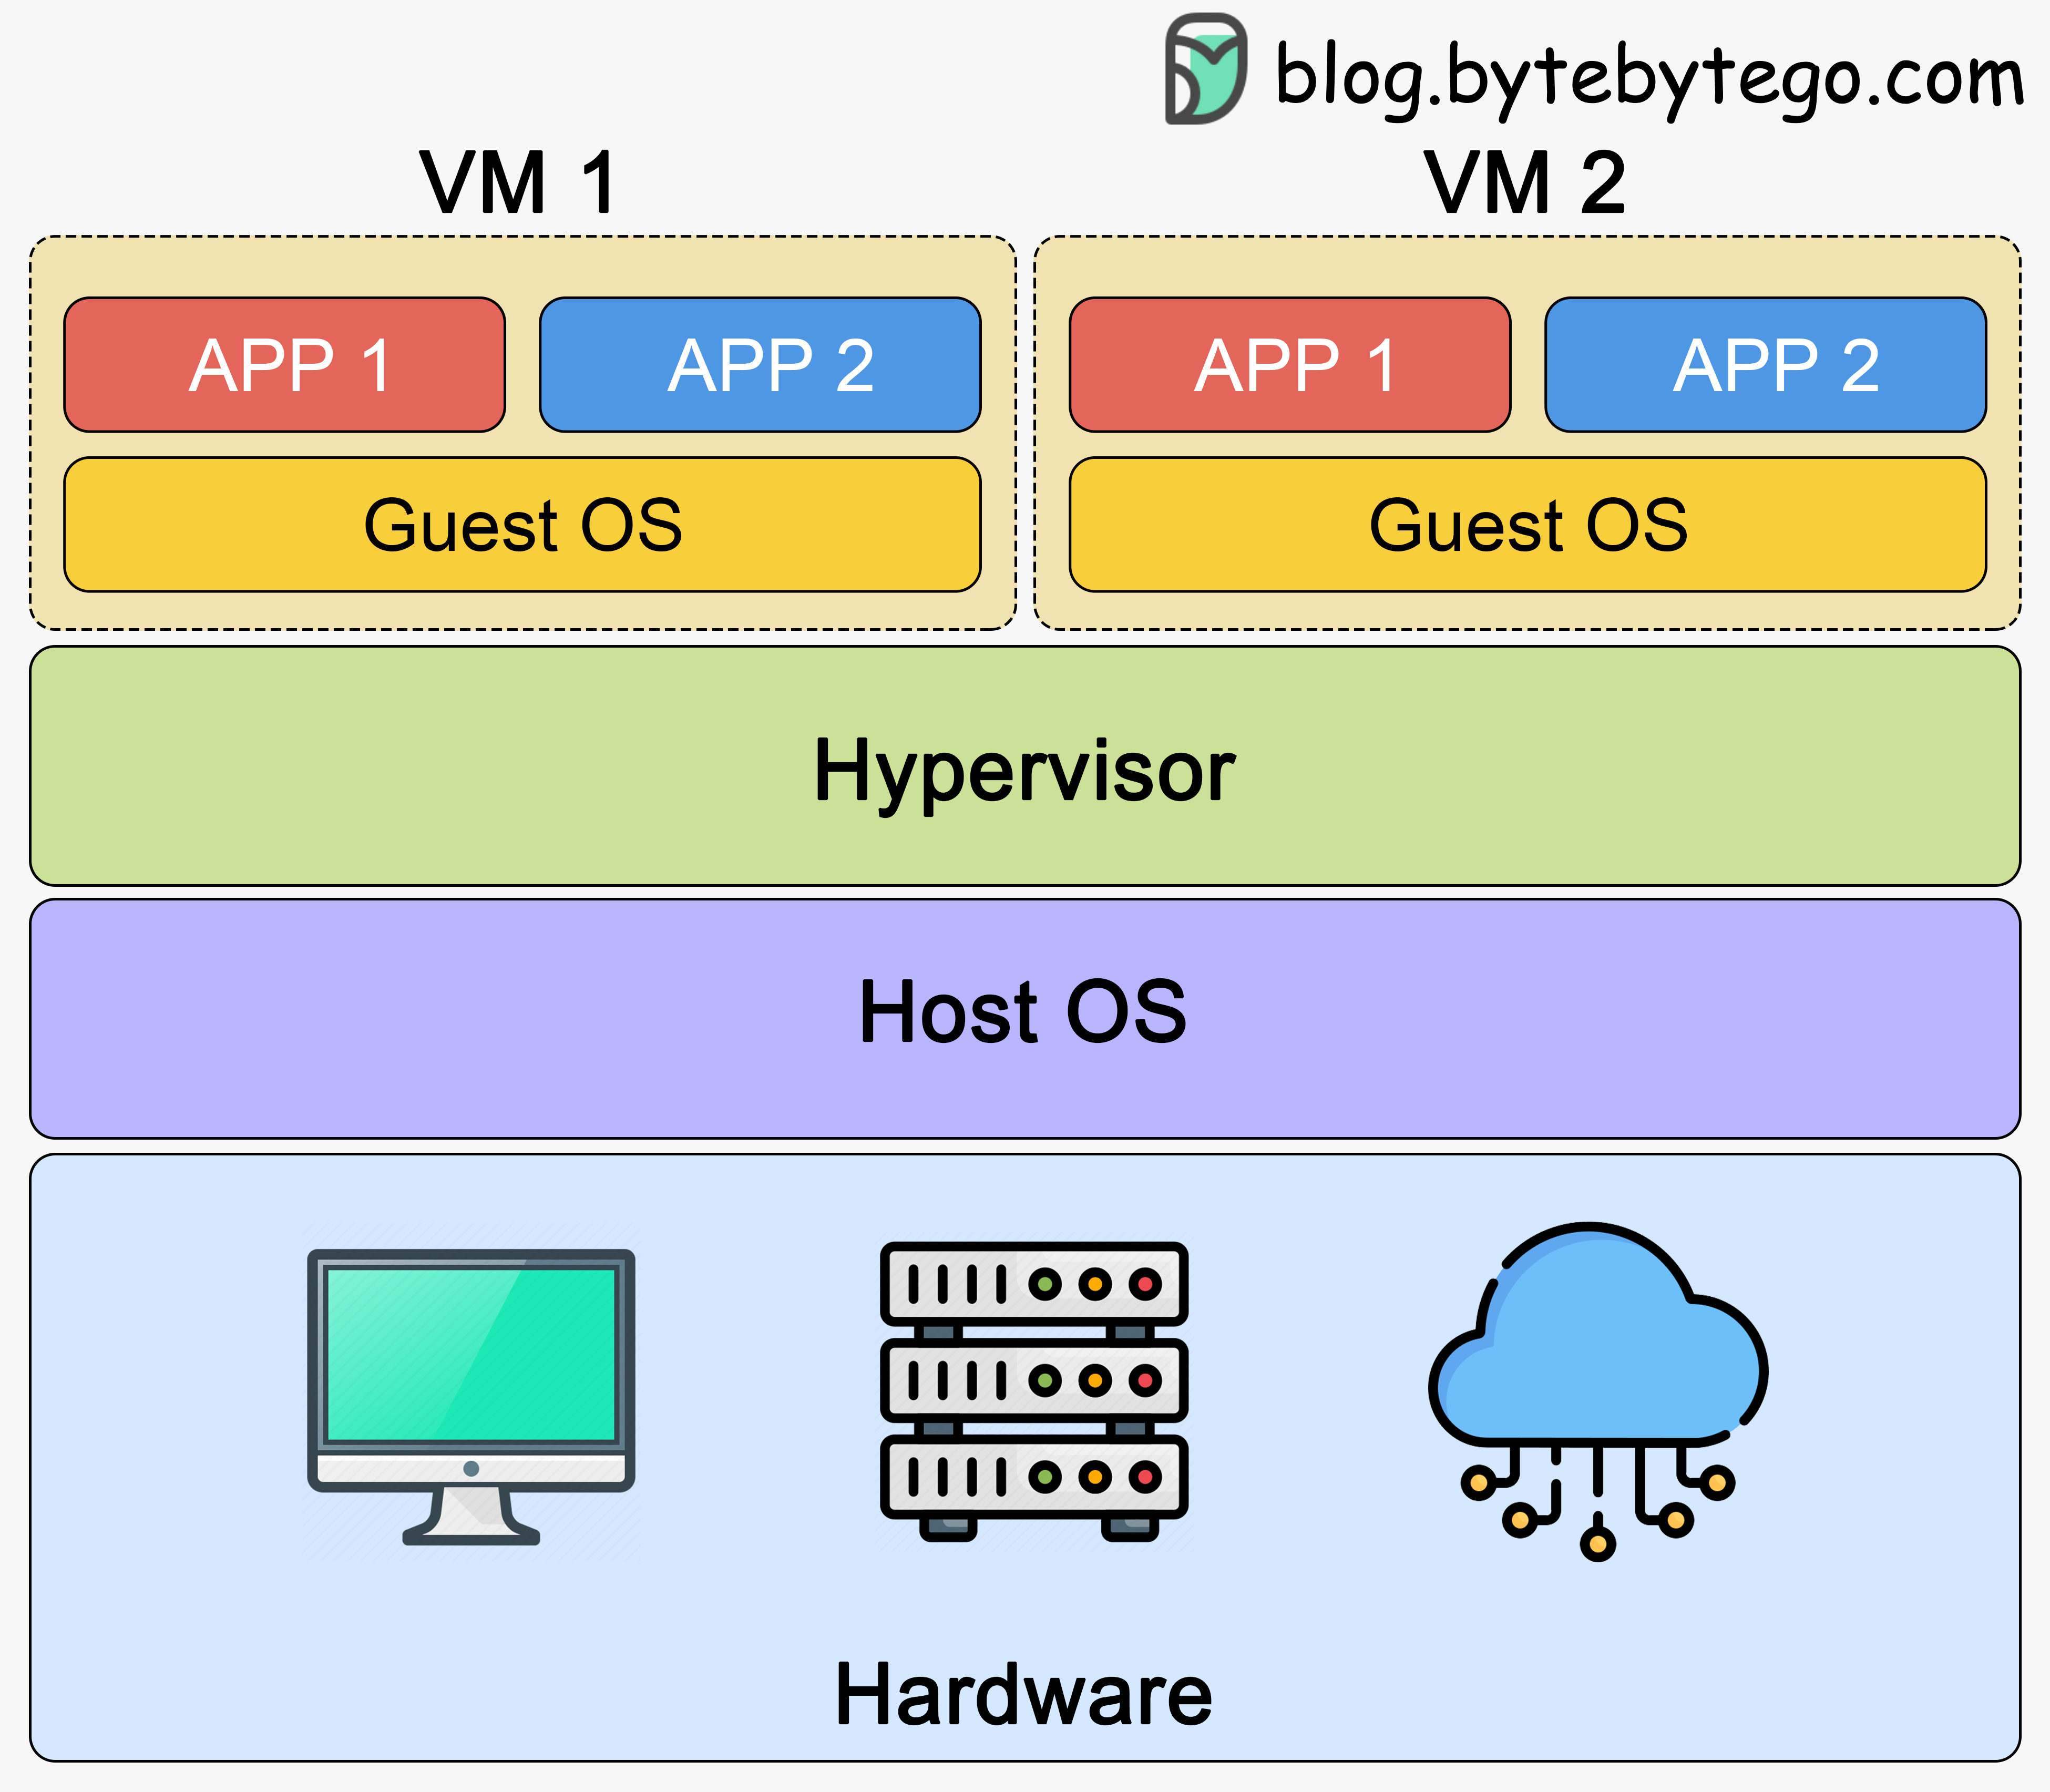 blog.bytebytego.com
VM 1
VM 2
APP 1
APP 2
APP 1
APP 2
Guest OS
Guest OS
Hypervisor
Host OS
Hardware